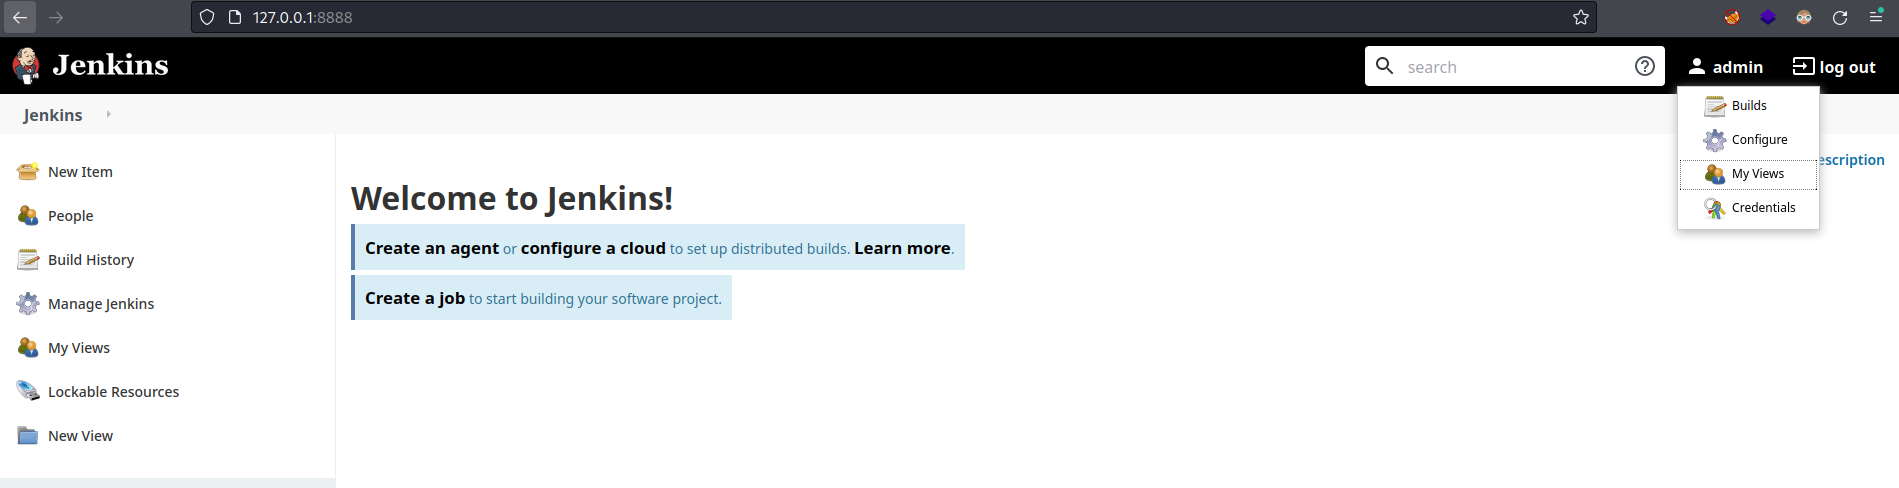 127.0.0.1:8888
Jenkins
search
admin
log out
Jenkins
Builds
Configure
My Views
Credentials
escription
New Item
People
Build History
Manage Jenkins
My Views
Lockable Resources
New View
Welcome to Jenkins!
Create an agent or configure a cloud to set up distributed builds. Learn more.
Create a job to start building your software project.